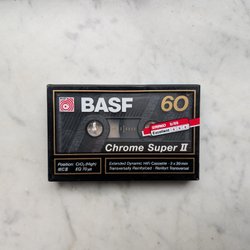 BASF
60
Chrome Super II
Position: CrO₂ (High)
IEC II EQ 70 µs
Extended Dynamic HiFi Cassette · 2 x 30 min
Transversally Reinforced